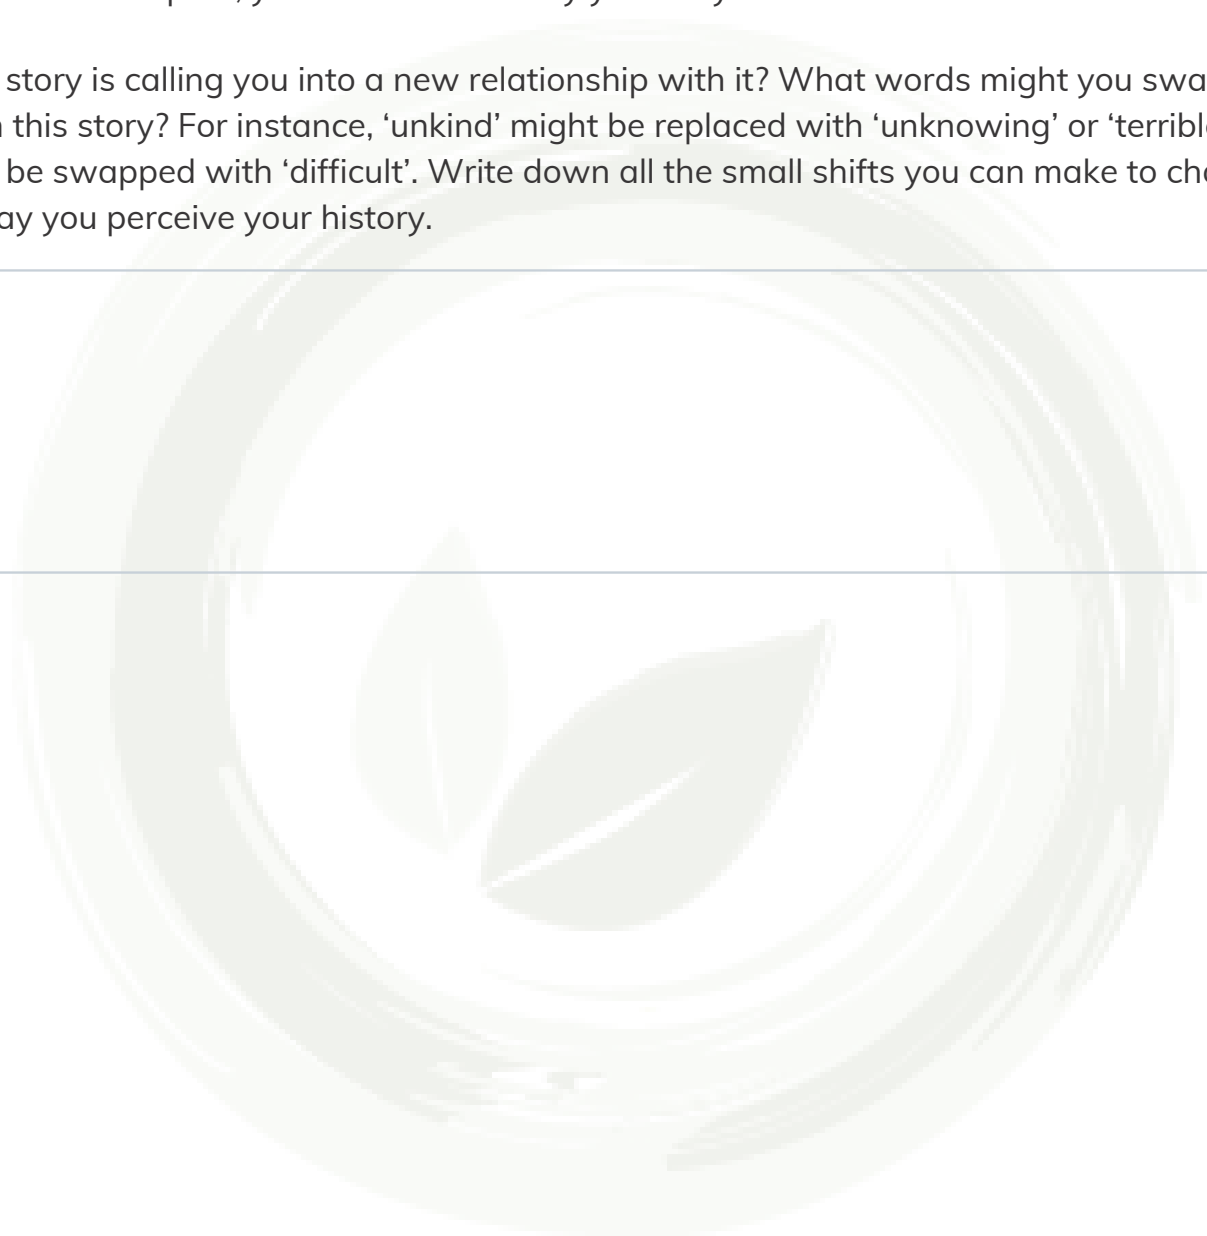 story is calling you into a new relationship with it? What words might you
this story? For instance, ‘unkind’ might be replaced with ‘unknowing’ or
be swapped with ‘difficult’. Write down all the small shifts you can make to
you perceive your history.